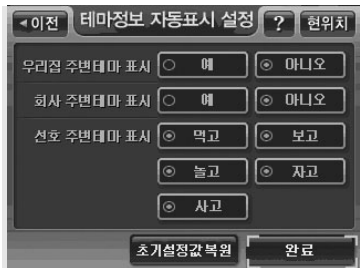 이전 테마정보 자동표시 설정 ? 현위치
우리집 주변테마 표시 예 아니오
회사 주변테마 표시 예 아니오
선호 주변테마 표시 먹고 보고
놀고 자고
사고
초기설정값복원 완료